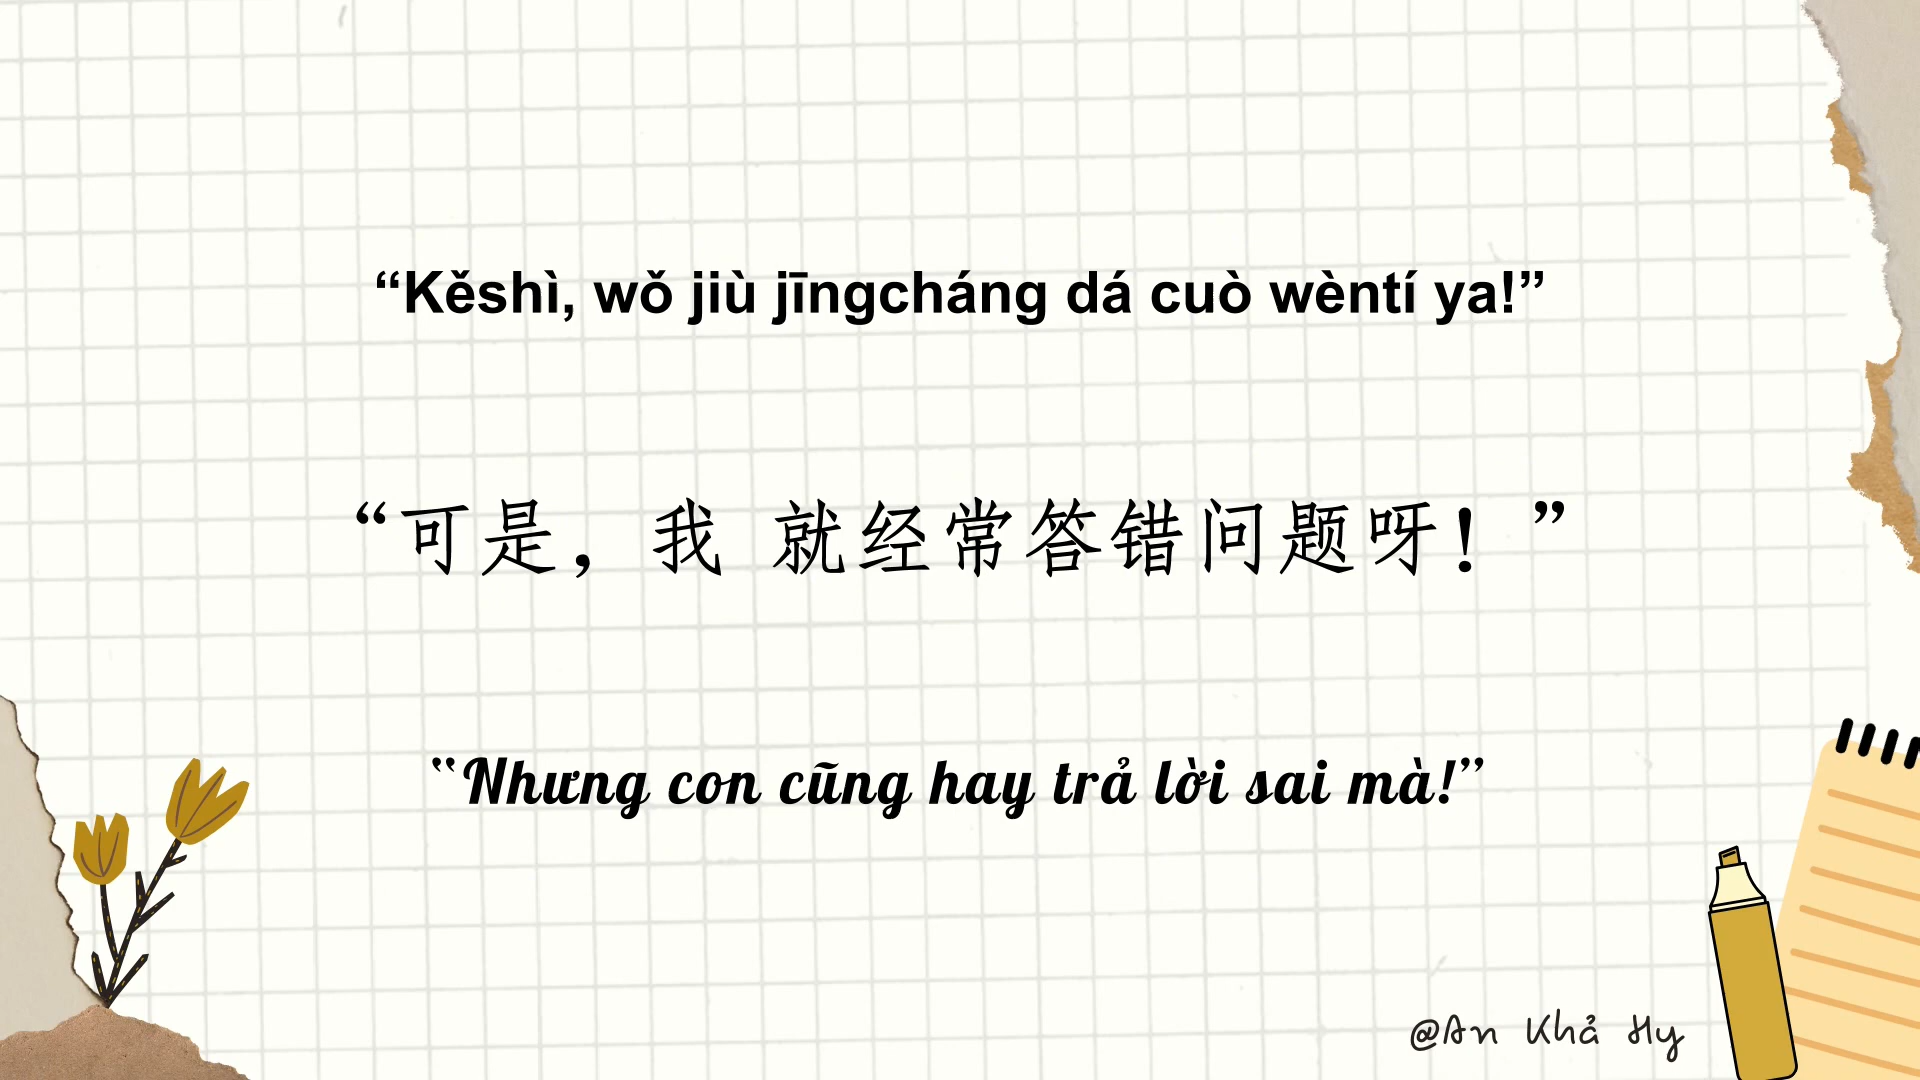 “Kěshì, wǒ jiù jīngcháng dá cuò wèntí ya!”
“可是，我 就经常答错问题呀！”
“Nhưng con cũng hay trả lời sai mà!”
@An Khả Hy